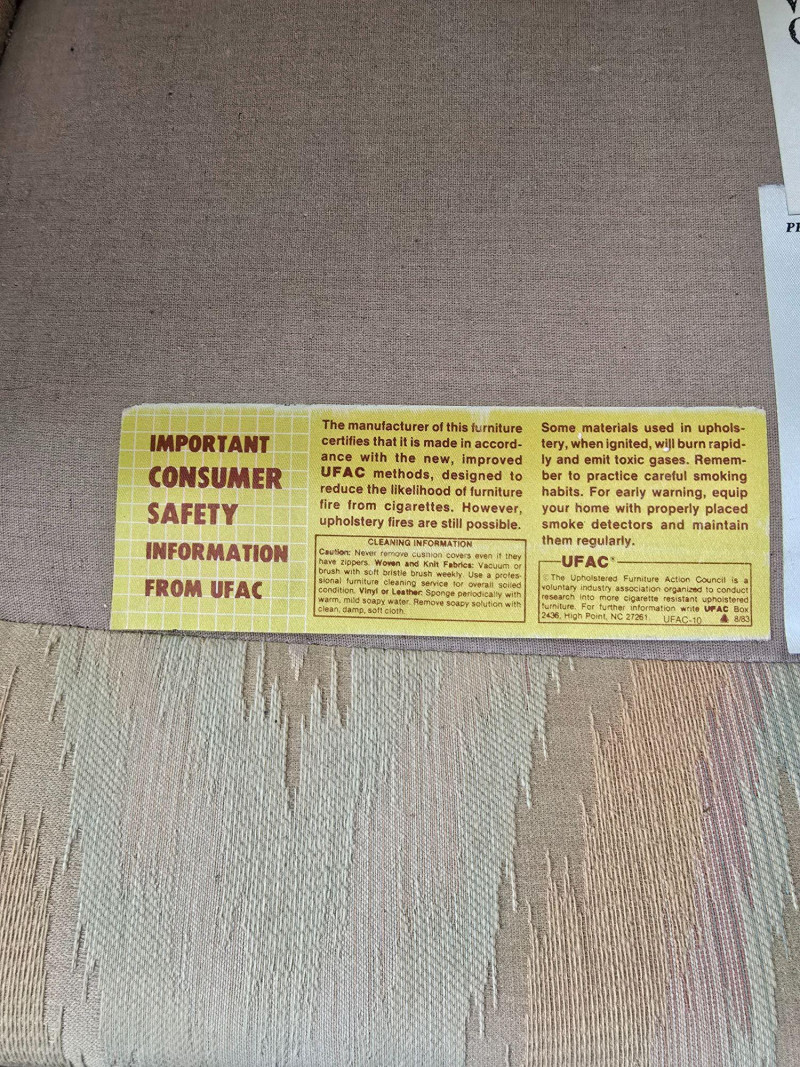 IMPORTANT
CONSUMER
SAFETY
INFORMATION
FROM UFAC
The manufacturer of this furniture
certifies that it is made in accord-
ance with the new, improved
UFAC methods, designed to
reduce the likelihood of furniture
fire from cigarettes. However,
upholstery fires are still possible.
CLEANING INFORMATION
Caution: Never remove cushion covers even if they
have zippers. Woven and Knit Fabrics: Vacuum or
brush with soft bristle brush weekly. Use a profes-
sional furniture cleaning service for overall soiled
condition. Vinyl or Leather: Sponge periodically with
warm, mild soapy water. Remove soapy solution with
clean, damp, soft cloth.
Some materials used in uphols-
tery, when ignited, will burn rapid-
ly and emit toxic gases. Remem-
ber to practice careful smoking
habits. For early warning, equip
your home with properly placed
smoke detectors and maintain
them regularly.
UFAC
The Upholstered Furniture Action Council is a
voluntary industry association organized to conduct
research into more cigarette resistant upholstered
furniture. For further information write UFAC Box
2436, High Point, NC 27261. UFAC-10 8/83